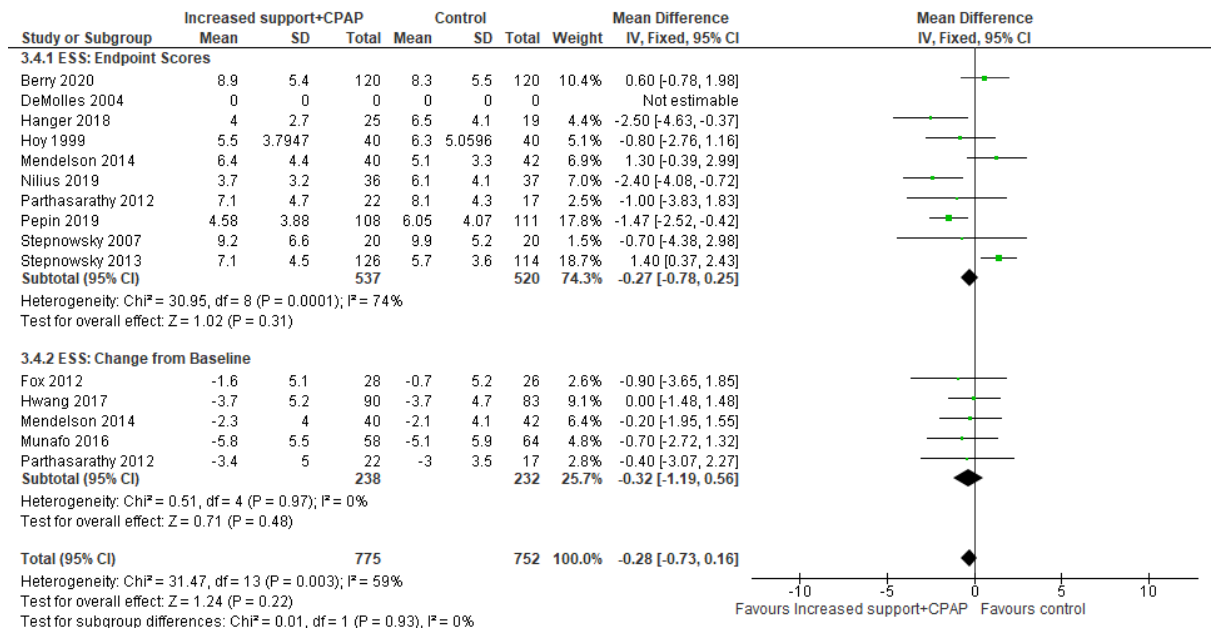 Increased support+CPAP Control Mean Difference Mean Difference
Study or Subgroup Mean SD Total Mean SD Total Weight IV, Fixed, 95% CI IV, Fixed, 95% CI
3.4.1 ESS: Endpoint Scores
Berry 2020 8.9 5.4 120 8.3 5.5 120 10.4% 0.60 [-0.78, 1.98]
DeMolles 2004 0 0 0 0 0 0 Not estimable
Hanger 2018 4 2.7 25 6.5 4.1 19 4.4% -2.50 [-4.63, -0.37]
Hoy 1999 5.5 3.7947 40 6.3 5.0596 40 5.1% -0.80 [-2.76, 1.16]
Mendelson 2014 6.4 4.4 40 5.1 3.3 42 6.9% 1.30 [-0.39, 2.99]
Nilius 2019 3.7 3.2 36 6.1 4.1 37 7.0% -2.40 [-4.08, -0.72]
Parthasarathy 2012 7.1 4.7 22 8.1 4.3 17 2.5% -1.00 [-3.83, 1.83]
Pepin 2019 4.58 3.88 108 6.05 4.07 111 17.8% -1.47 [-2.52, -0.42]
Stepnowsky 2007 9.2 6.6 20 9.9 5.2 20 1.5% -0.70 [-4.38, 2.98]
Stepnowsky 2013 7.1 4.5 126 5.7 3.6 114 18.7% 1.40 [0.37, 2.43]
Subtotal (95% CI) 537 520 74.3% -0.27 [-0.78, 0.25]
Heterogeneity: Chi² = 30.95, df = 8 (P = 0.0001); I² = 74%
Test for overall effect: Z = 1.02 (P = 0.31)
3.4.2 ESS: Change from Baseline
Fox 2012 -1.6 5.1 28 -0.7 5.2 26 2.6% -0.90 [-3.65, 1.85]
Hwang 2017 -3.7 5.2 90 -3.7 4.7 83 9.1% 0.00 [-1.48, 1.48]
Mendelson 2014 -2.3 4 40 -2.1 4.1 42 6.4% -0.20 [-1.95, 1.55]
Munafo 2016 -5.8 5.5 58 -5.1 5.9 64 4.8% -0.70 [-2.72, 1.32]
Parthasarathy 2012 -3.4 5 22 -3 3.5 17 2.8% -0.40 [-3.07, 2.27]
Subtotal (95% CI) 238 232 25.7% -0.32 [-1.19, 0.56]
Heterogeneity: Chi² = 0.51, df = 4 (P = 0.97); I² = 0%
Test for overall effect: Z = 0.71 (P = 0.48)
Total (95% CI) 775 752 100.0% -0.28 [-0.73, 0.16]
Heterogeneity: Chi² = 31.47, df = 13 (P = 0.003); I² = 59%
Test for overall effect: Z = 1.24 (P = 0.22)
Test for subgroup differences: Chi² = 0.01, df = 1 (P = 0.93), I² = 0%
-10 -5 0 5 10
Favours Increased support+CPAP Favours control